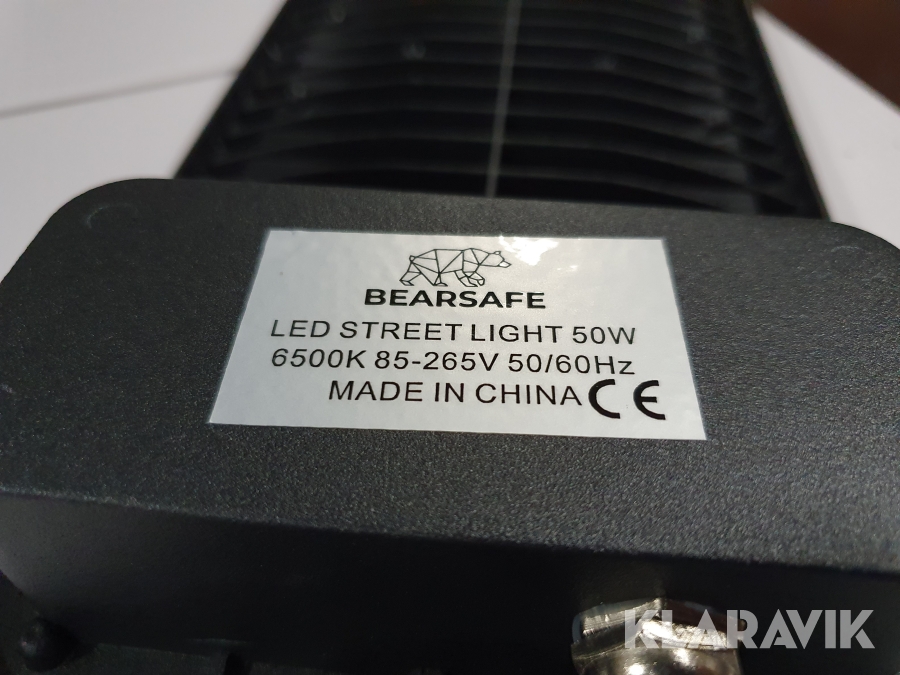 BEARSAFE
LED STREET LIGHT 50W
6500K 85-265V 50/60Hz
MADE IN CHINA CE
KLARAVIK